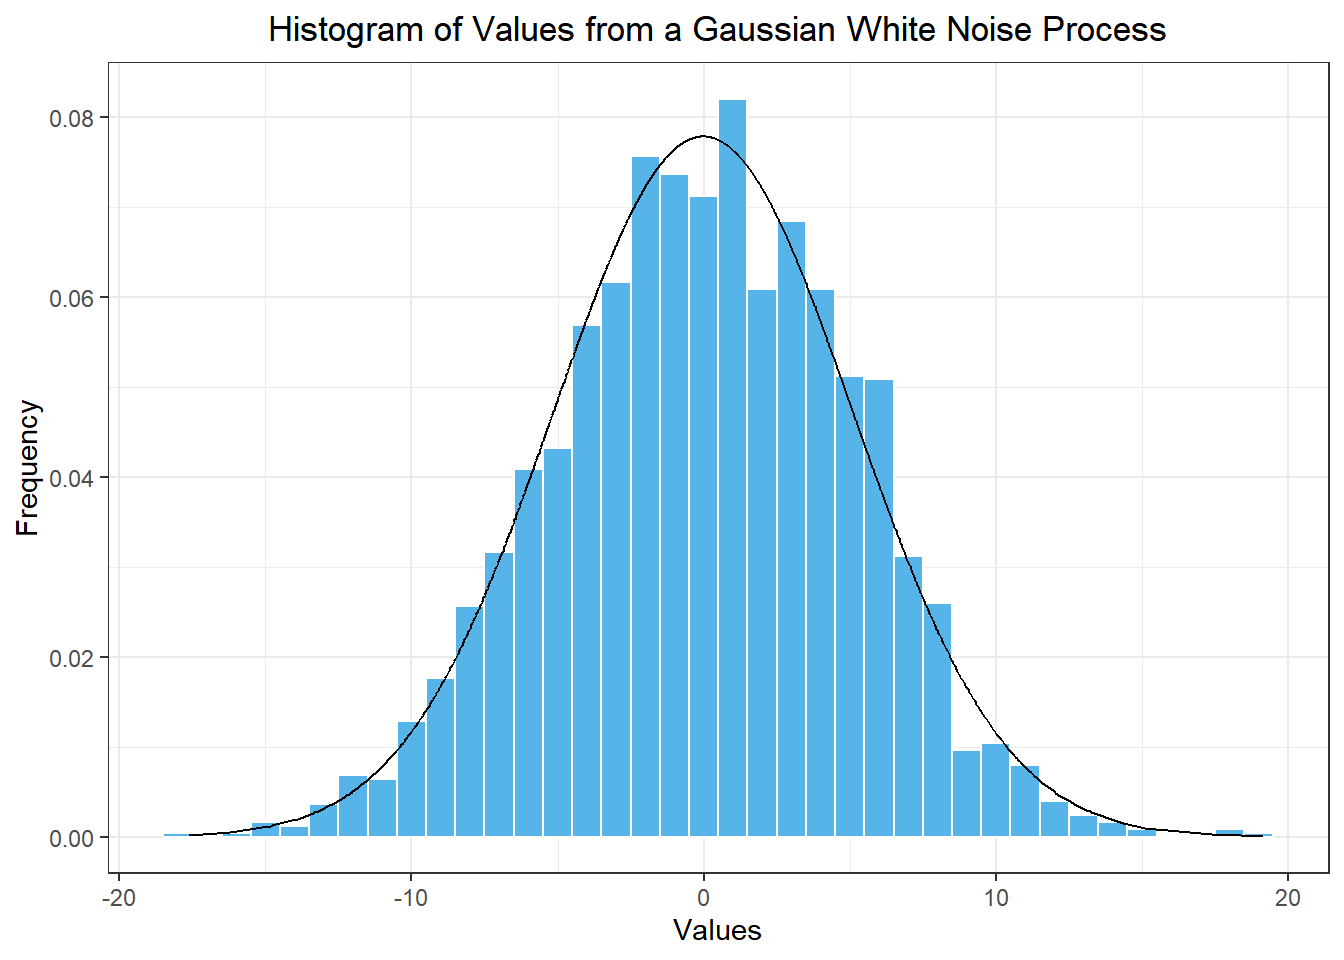 Histogram of Values from a Gaussian White Noise Process
0.08
0.06
0.04
0.02
0.00
Frequency
-20 -10 0 10 20
Values